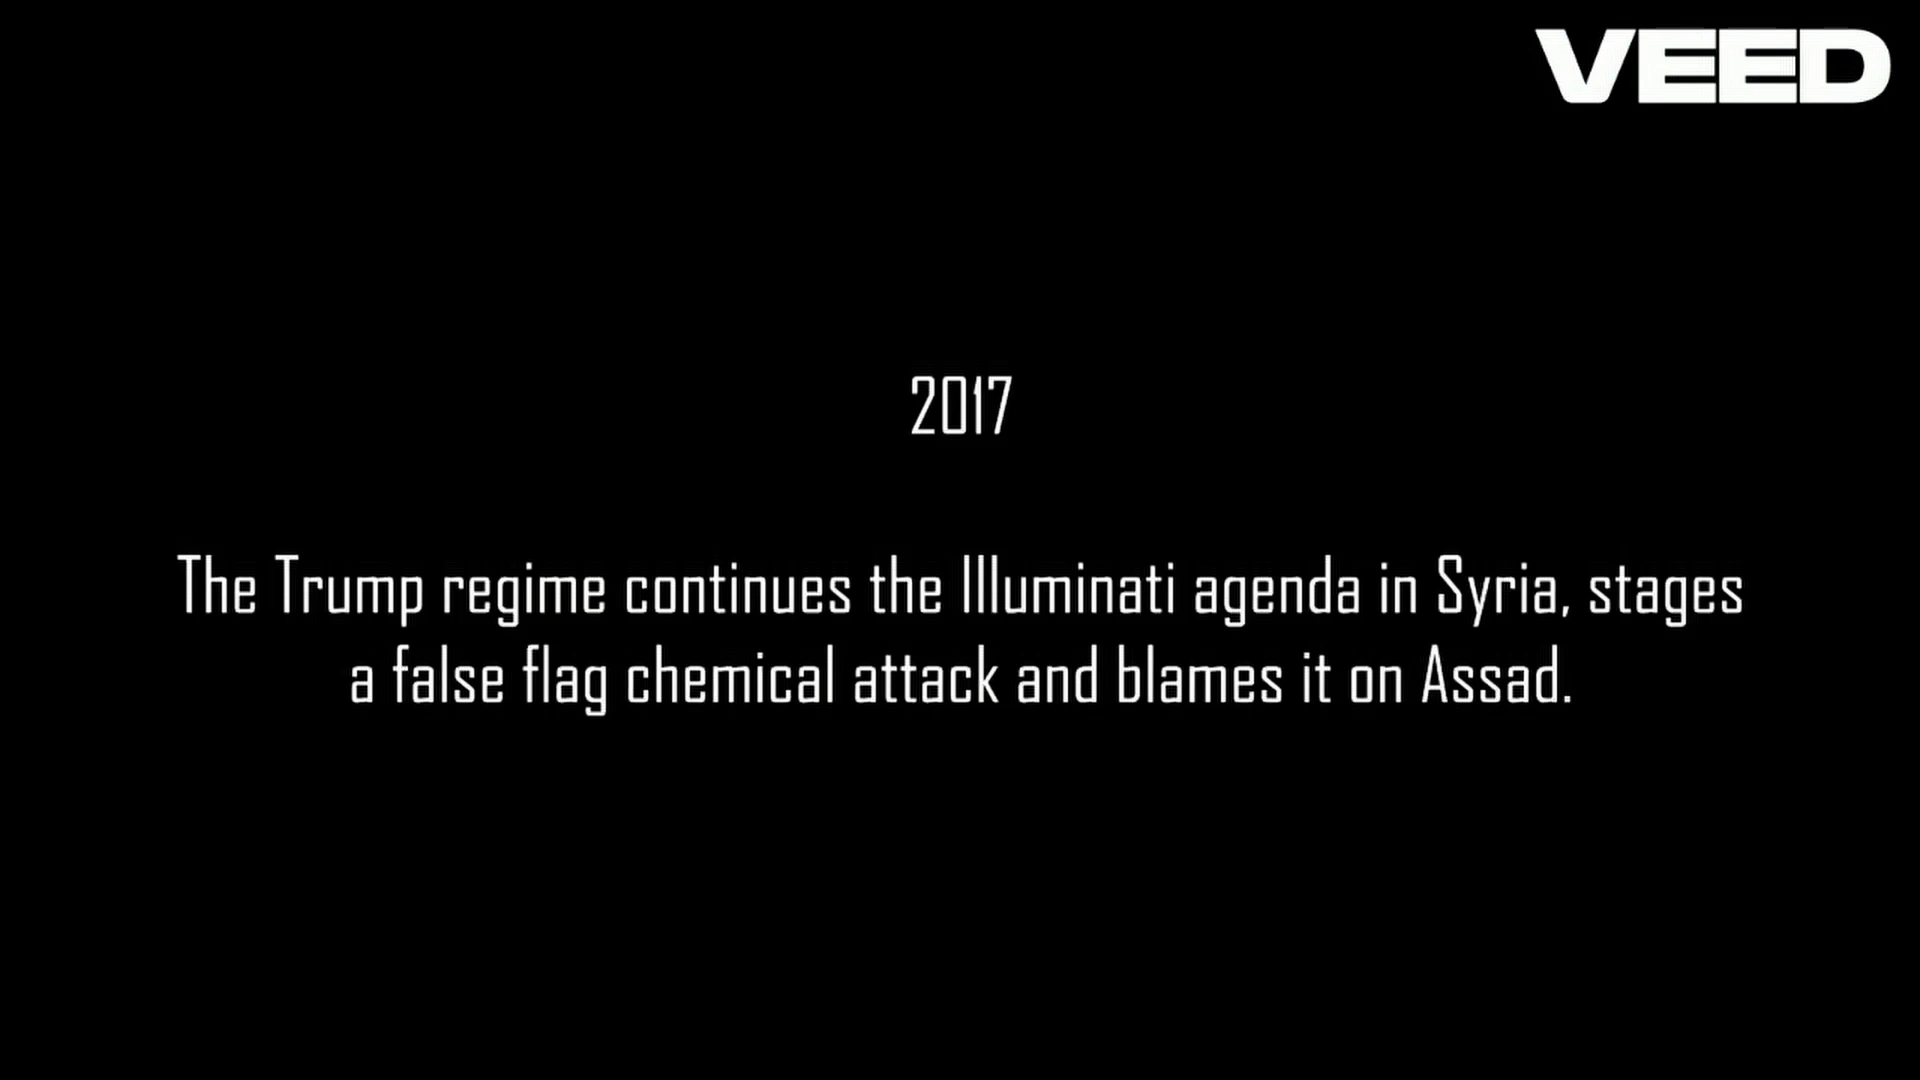 VEED
2017
The Trump regime continues the Illuminati agenda in Syria, stages
a false flag chemical attack and blames it on Assad.